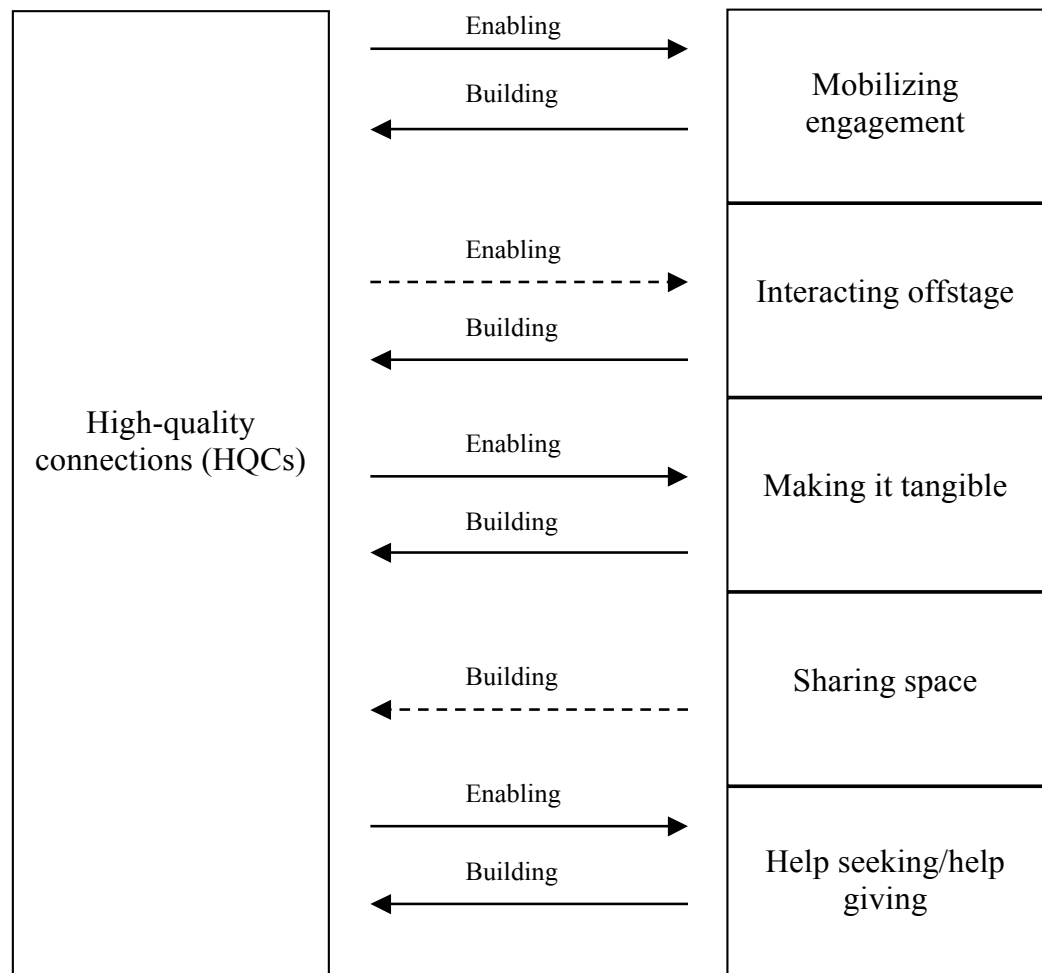 Enabling
Building
Mobilizing
engagement
Enabling
Building
Interacting offstage
High-quality
connections (HQCs)
Enabling
Building
Making it tangible
Building
Sharing space
Enabling
Building
Help seeking/help
giving